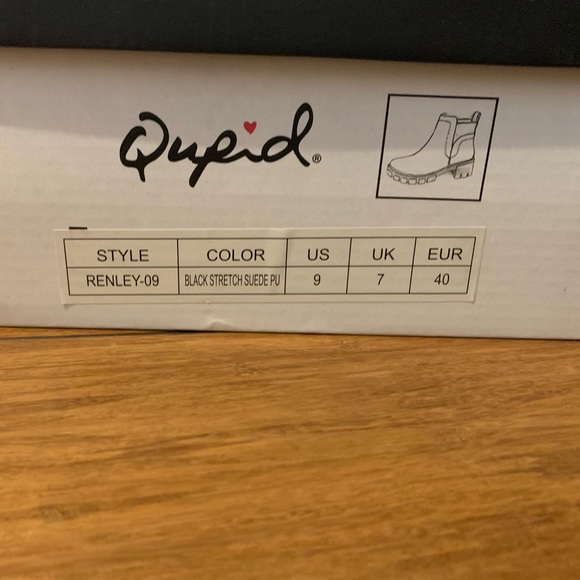 Qupid®
STYLE COLOR US UK EUR
RENLEY-09 BLACK STRETCH SUEDE PU 9 7 40